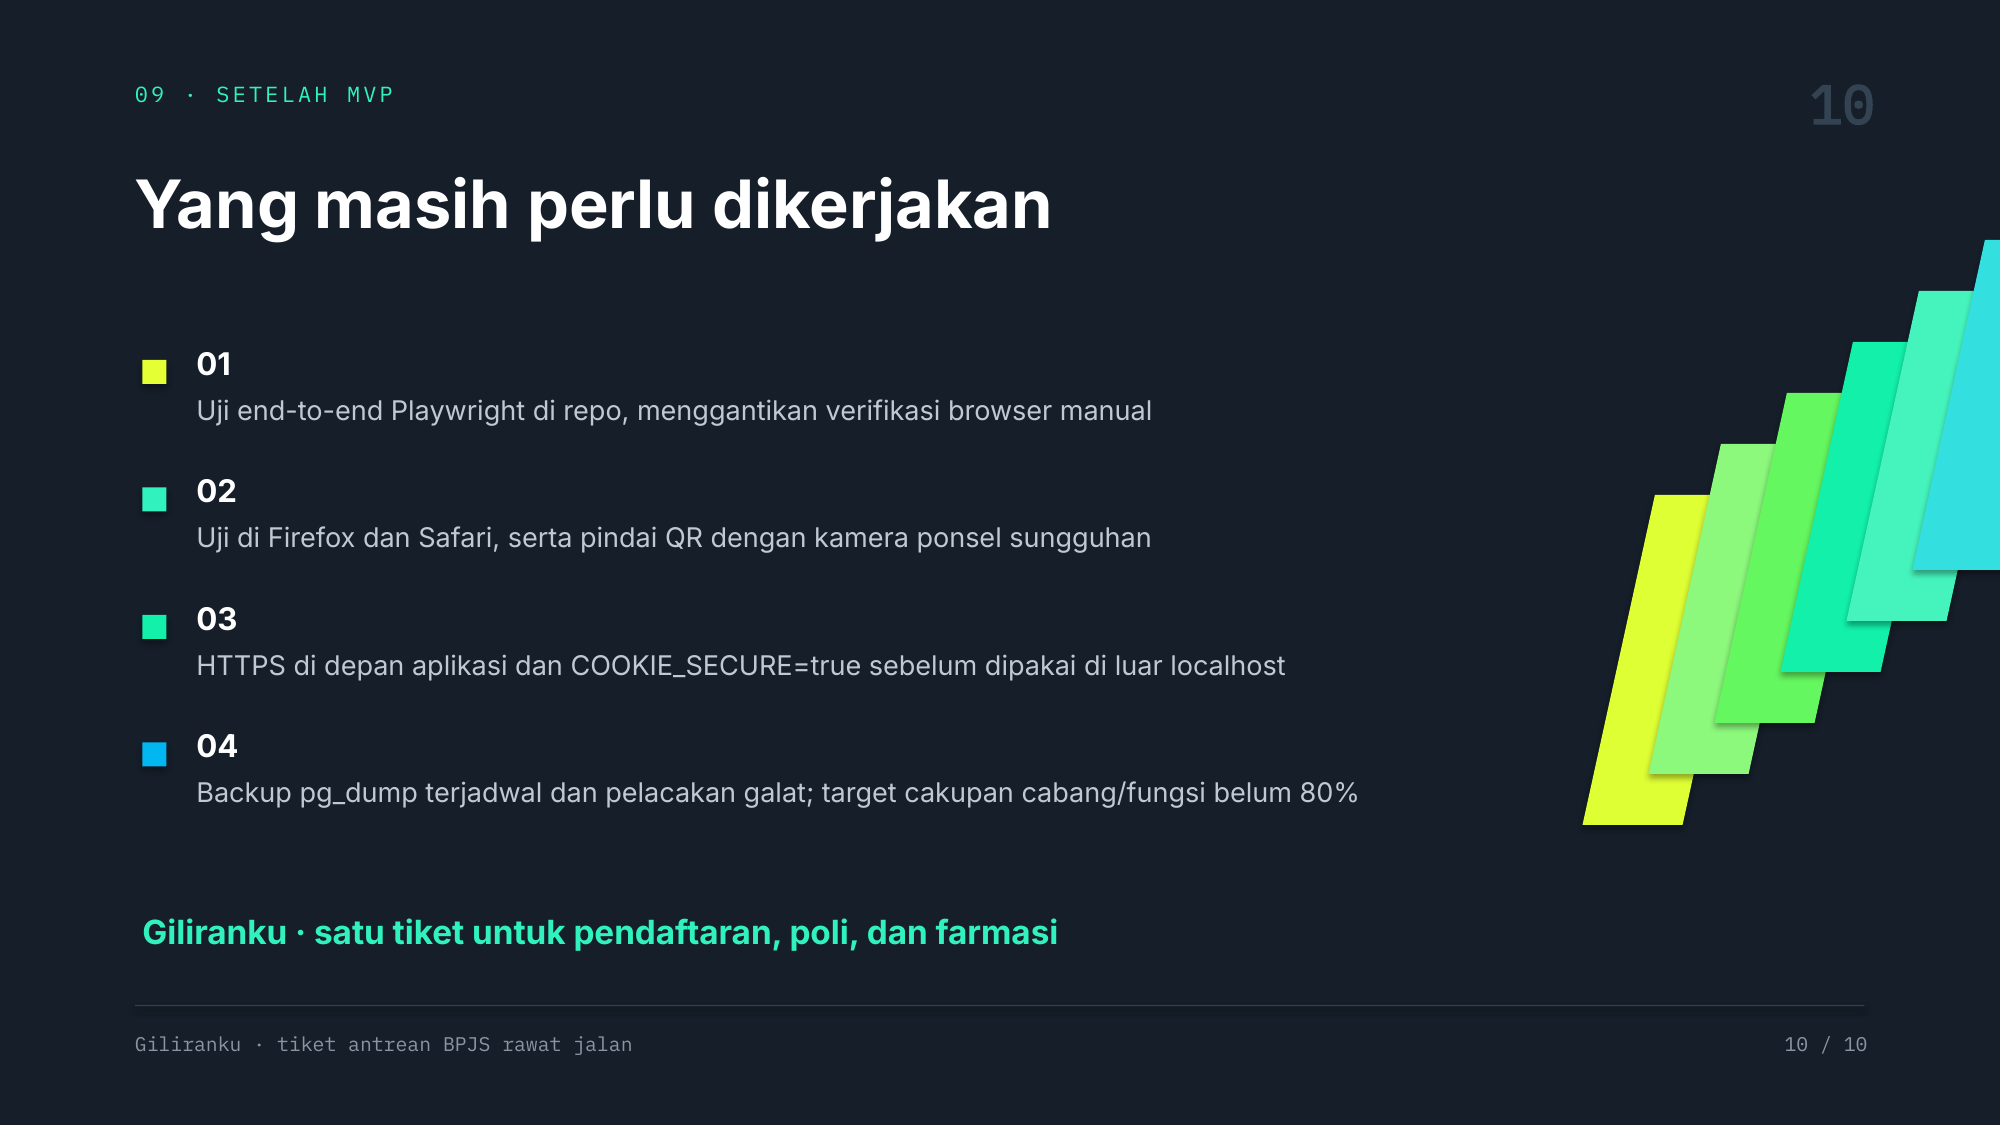 09 · SETELAH MVP
10
Yang masih perlu dikerjakan
01
Uji end-to-end Playwright di repo, menggantikan verifikasi browser manual
02
Uji di Firefox dan Safari, serta pindai QR dengan kamera ponsel sungguhan
03
HTTPS di depan aplikasi dan COOKIE_SECURE=true sebelum dipakai di luar localhost
04
Backup pg_dump terjadwal dan pelacakan galat; target cakupan cabang/fungsi belum 80%
Giliranku · satu tiket untuk pendaftaran, poli, dan farmasi
Giliranku · tiket antrean BPJS rawat jalan
10 / 10